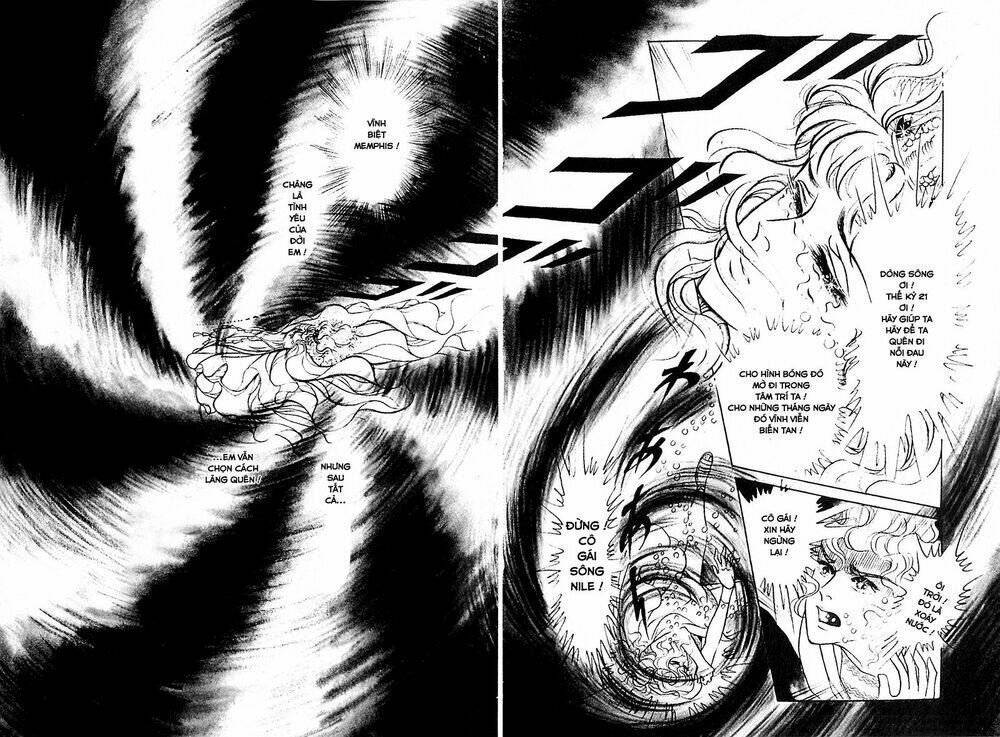 ゴゴ
DÒNG SÔNG
ƠI !
THẾ KỶ 21
ƠI !
HÃY GIÚP TA
HÃY ĐỂ TA
QUÊN ĐI
NỖI ĐAU
NÀY !
CHO HÌNH BÓNG ĐÓ
MỜ ĐI TRONG
TÂM TRÍ TA !
CHO NHỮNG THÁNG NGÀY
ĐÓ VĨNH VIỄN
BIẾN TAN !
CÔ GÁI !
XIN HÃY
NGỪNG
LẠI !
ÔI
TRỜI !
ĐÓ LÀ
XOÁY
NƯỚC !
ĐỪNG !
CÔ
GÁI
SÔNG
NILE !
VĨNH
BIỆT
MEMPHIS !
CHÀNG
LÀ
TÌNH
YÊU
CỦA
ĐỜI
EM !
NHƯNG
SAU
TẤT
CẢ...
...EM VẪN
CHỌN CÁCH
LÃNG QUÊN !